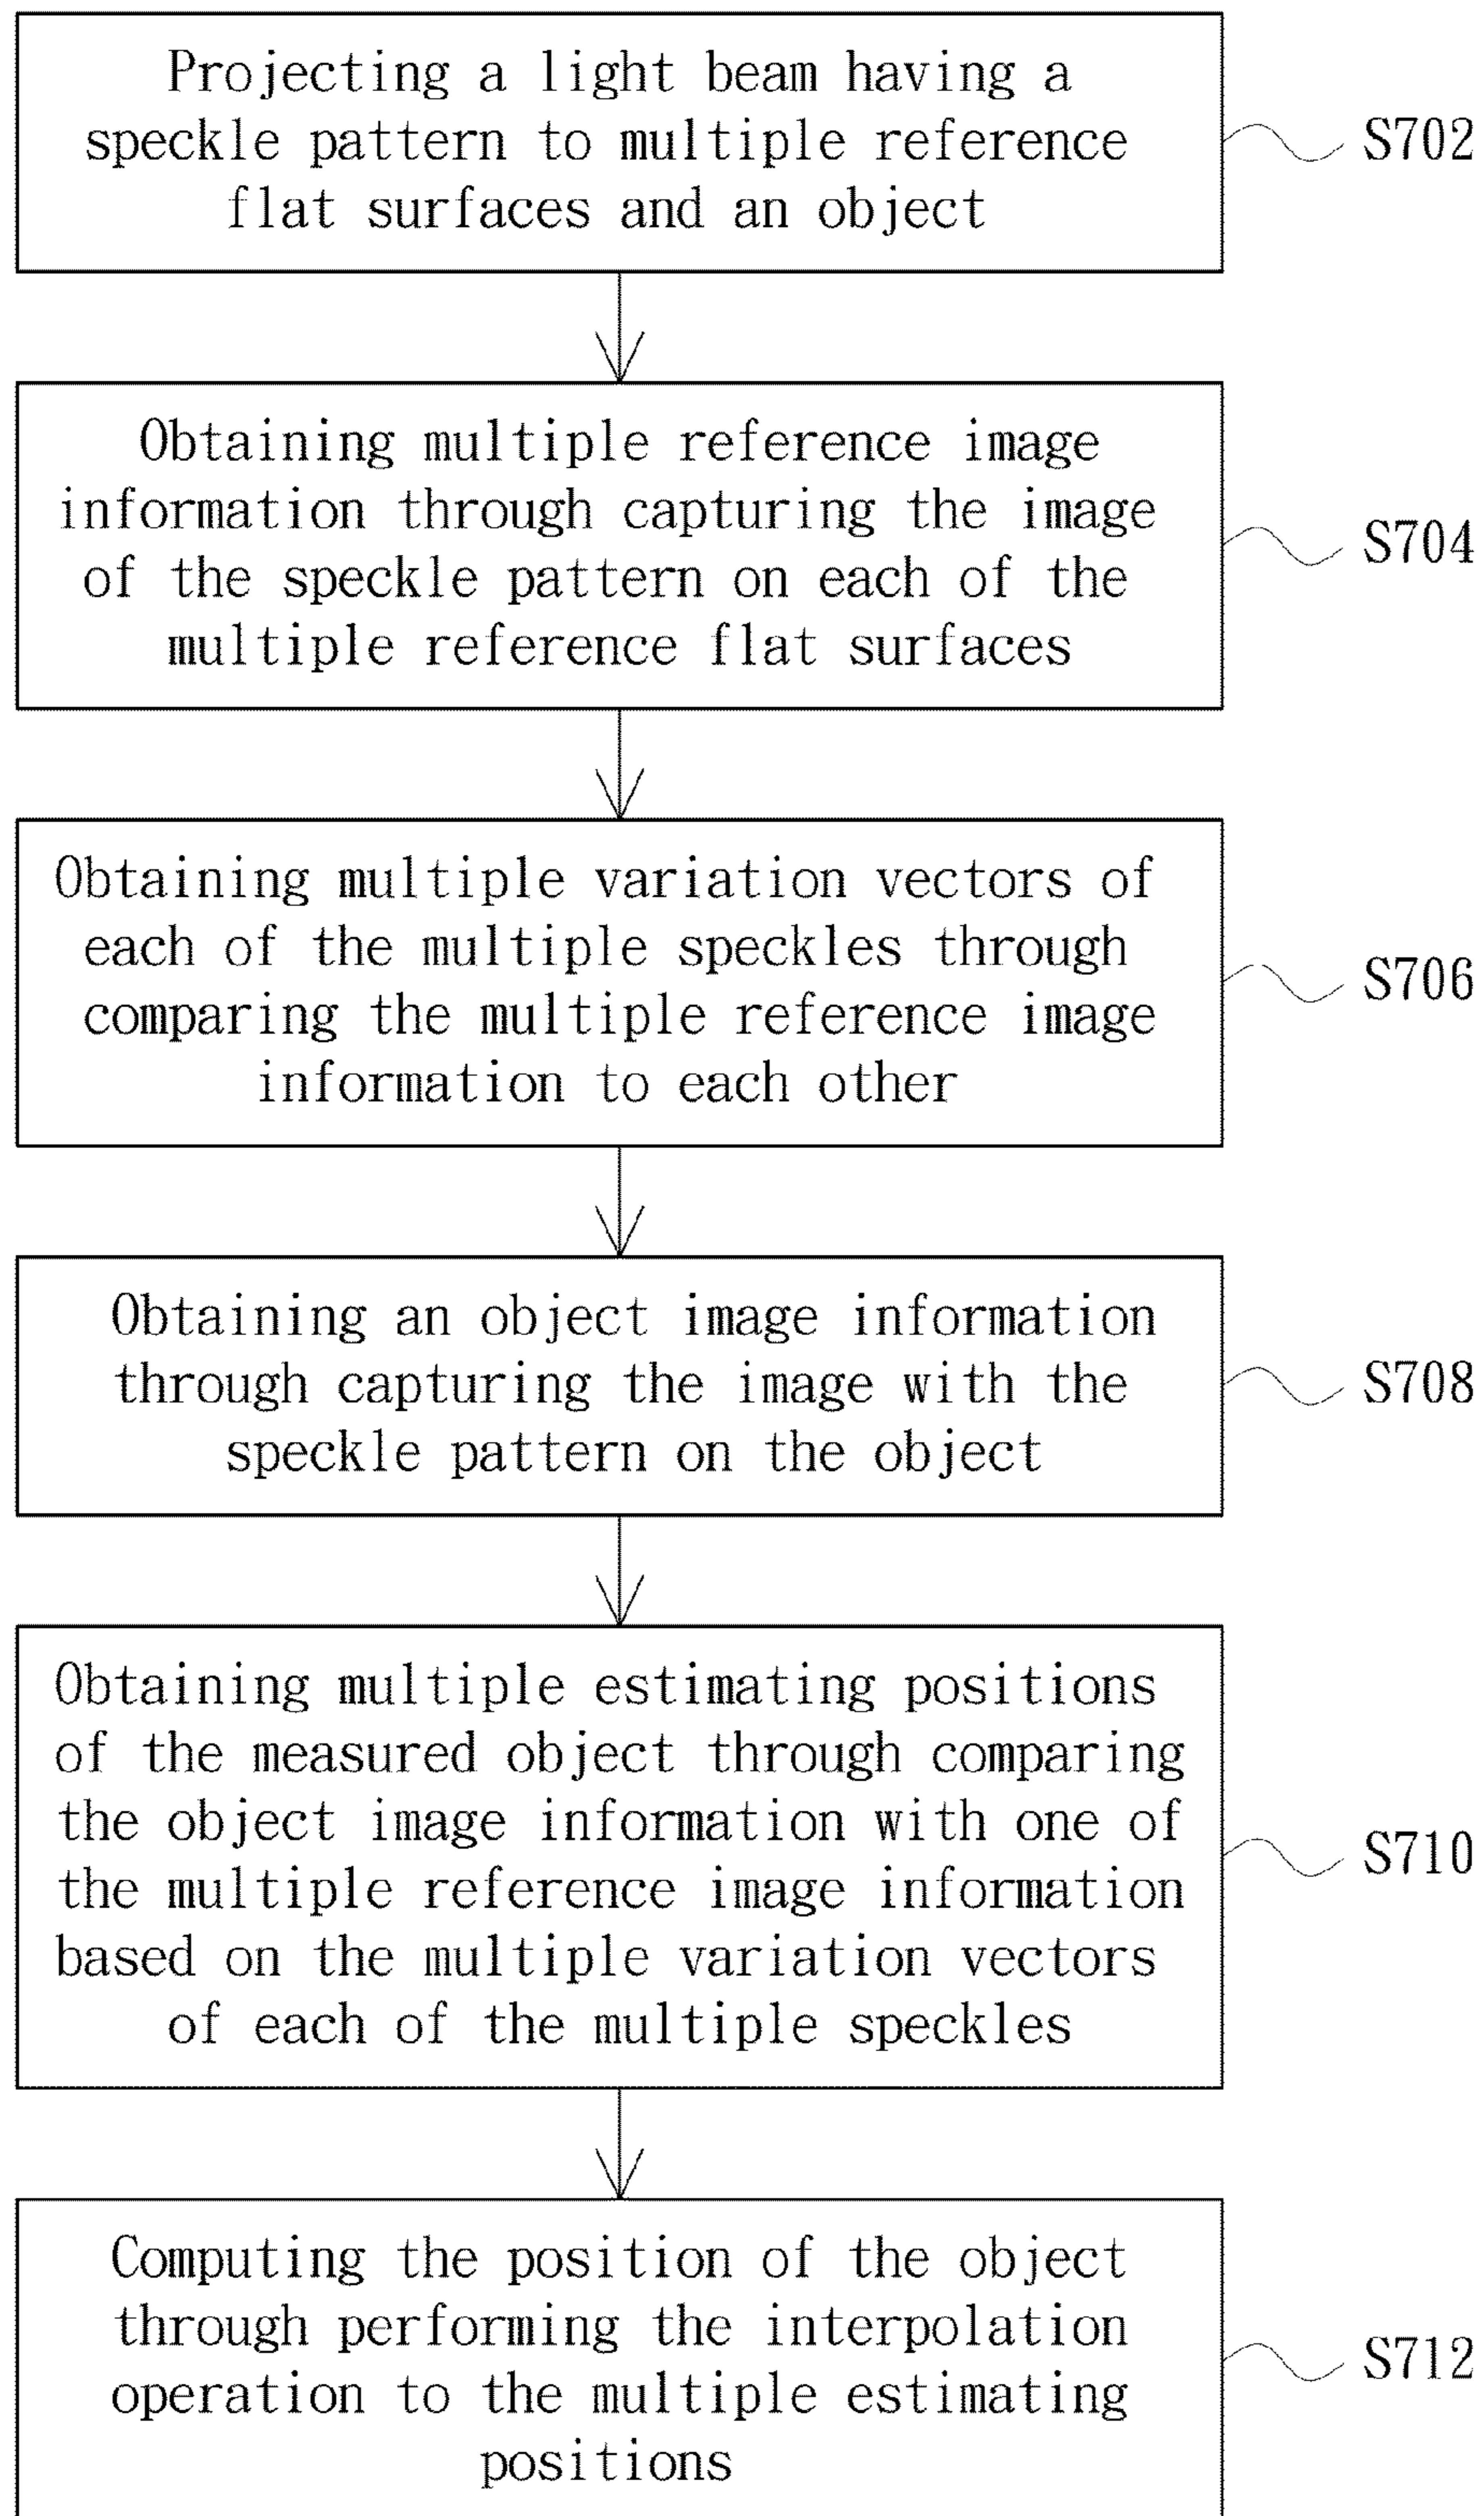 Projecting a light beam having a
speckle pattern to multiple reference
flat surfaces and an object
S702
Obtaining multiple reference image
information through capturing the image
of the speckle pattern on each of the
multiple reference flat surfaces
S704
Obtaining multiple variation vectors of
each of the multiple speckles through
comparing the multiple reference image
information to each other
S706
Obtaining an object image information
through capturing the image with the
speckle pattern on the object
S708
Obtaining multiple estimating positions
of the measured object through comparing
the object image information with one of
the multiple reference image information
based on the multiple variation vectors
of each of the multiple speckles
S710
Computing the position of the object
through performing the interpolation
operation to the multiple estimating
positions
S712